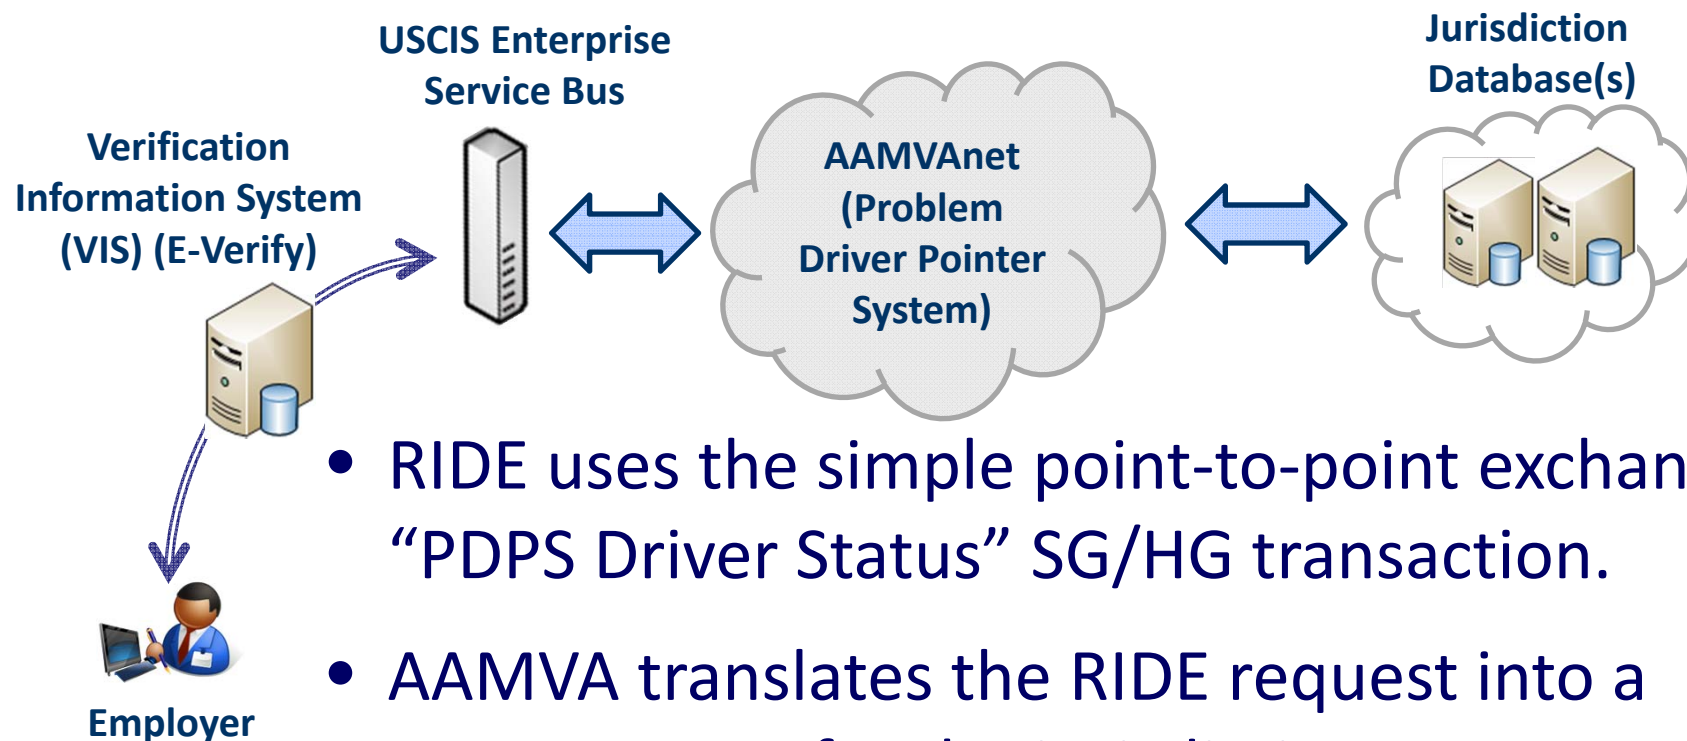 USCIS Enterprise
Service Bus
Jurisdiction
Database(s)
Verification
Information System
(VIS) (E-Verify)
AAMVAnet
(Problem
Driver Pointer
System)
• RIDE uses the simple point-to-point exchan
“PDPS Driver Status” SG/HG transaction.
• AAMVA translates the RIDE request into a
Employer